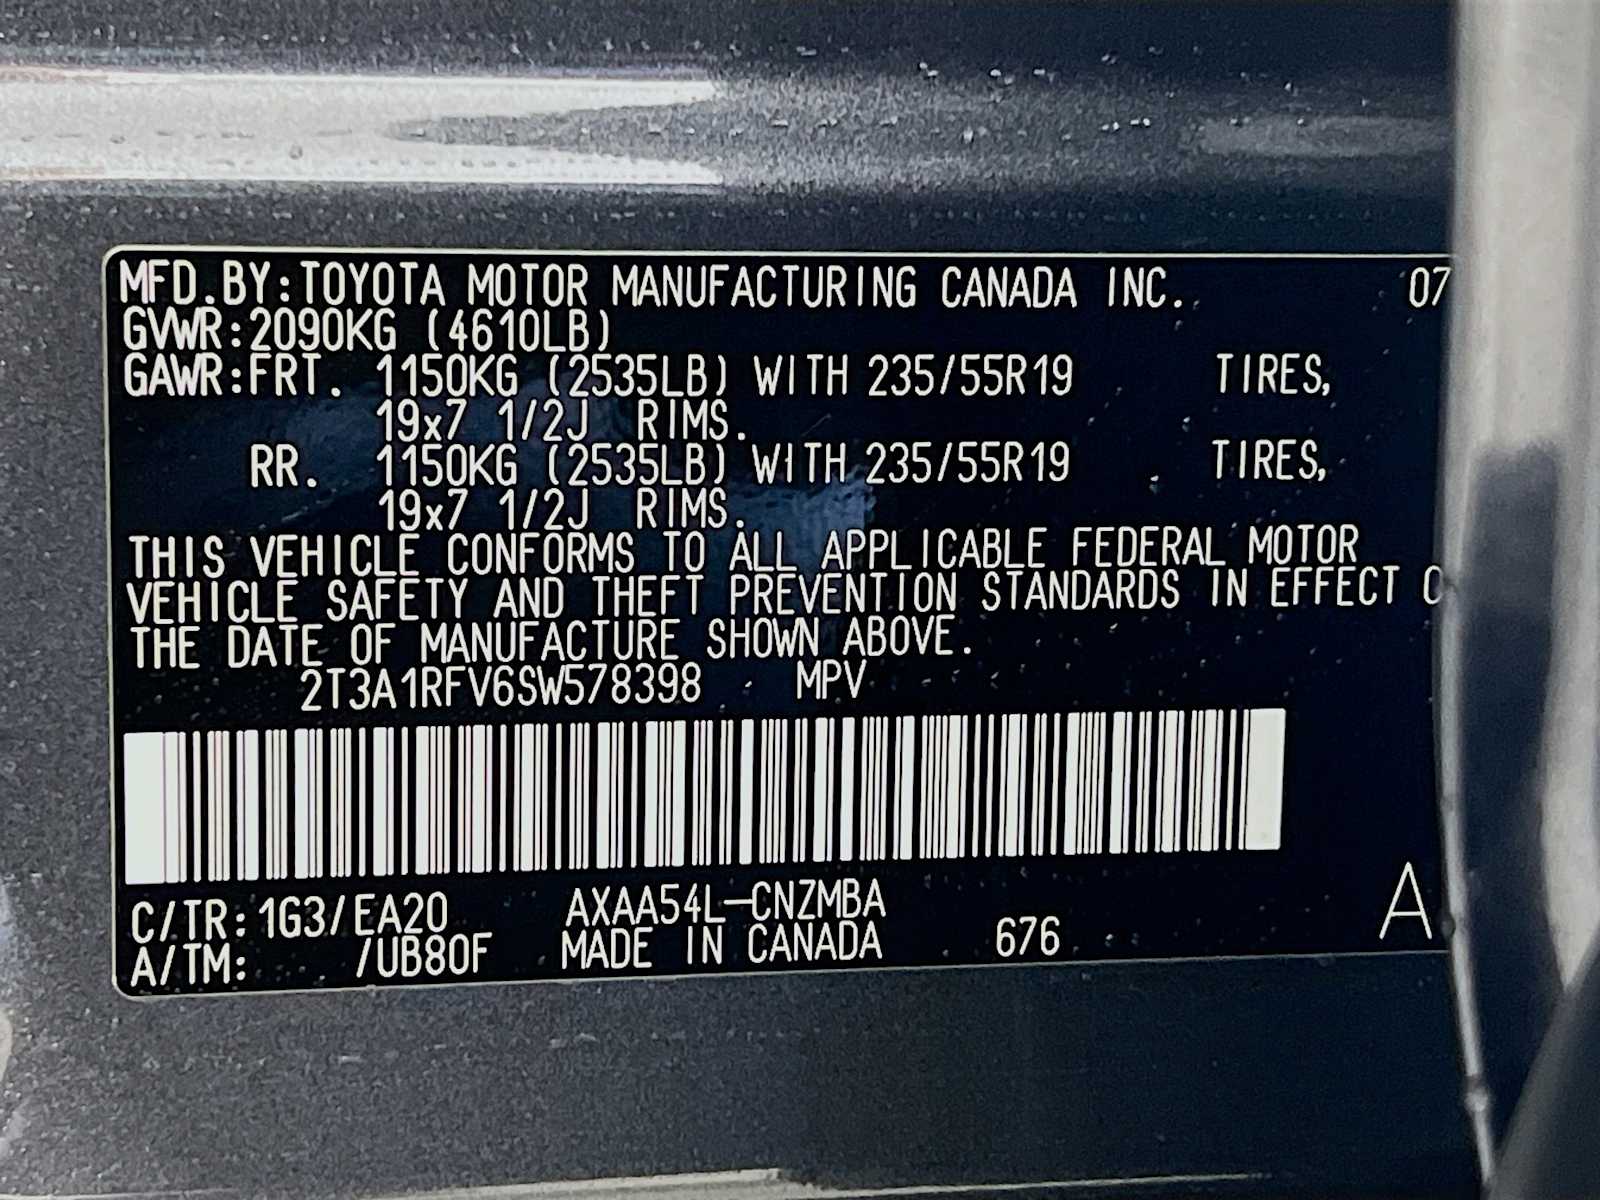 MFD.BY:TOYOTA MOTOR MANUFACTURING CANADA INC. 07
GVWR:2090KG (4610LB)
GAWR:FRT. 1150KG (2535LB) WITH 235/55R19 TIRES,
19x7 1/2J RIMS.
RR. 1150KG (2535LB) WITH 235/55R19 TIRES,
19x7 1/2J RIMS.
THIS VEHICLE CONFORMS TO ALL APPLICABLE FEDERAL MOTOR
VEHICLE SAFETY AND THEFT PREVENTION STANDARDS IN EFFECT
THE DATE OF MANUFACTURE SHOWN ABOVE.
2T3A1RFV6SW578398 MPV
C/TR: 1G3/EA20 AXAA54L-CNZMBA
A/TM: /UB80F MADE IN CANADA 676 A